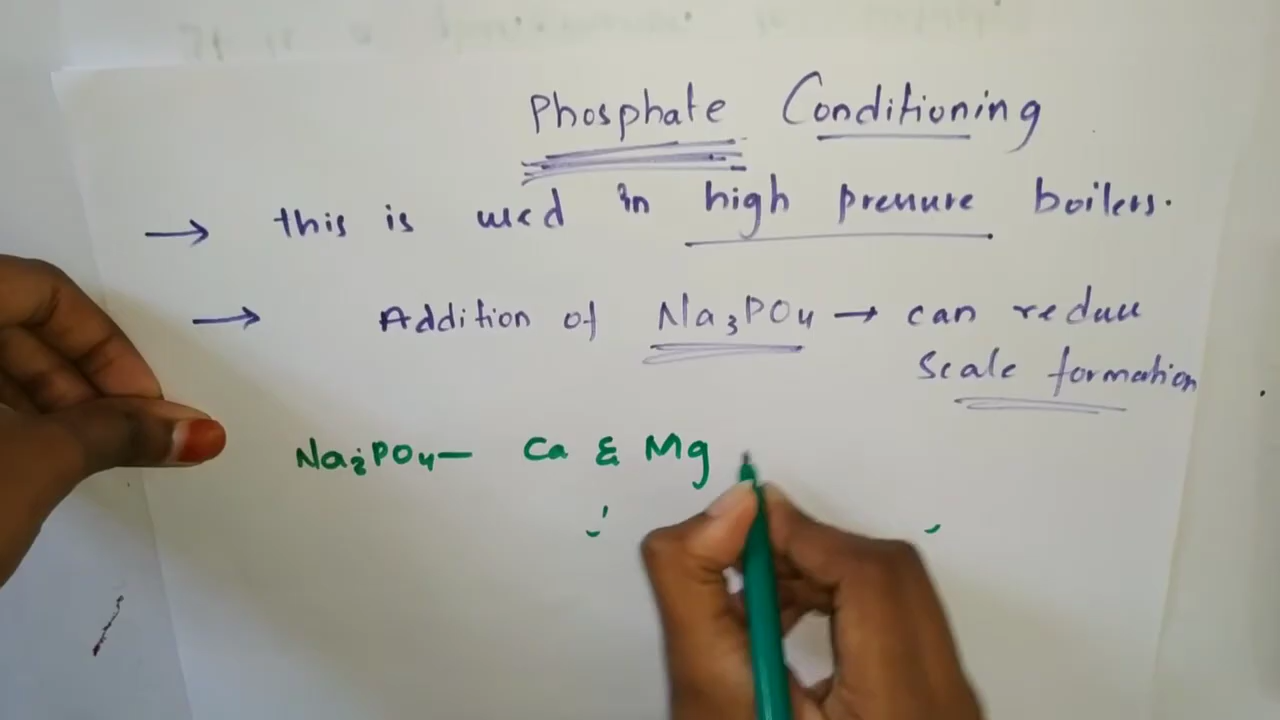 Phosphate Conditioning
→ this is used in high pressure boilers.
→ Addition of Na₃PO₄ → can reduce
scale formation
Na₃PO₄ — Ca & Mg